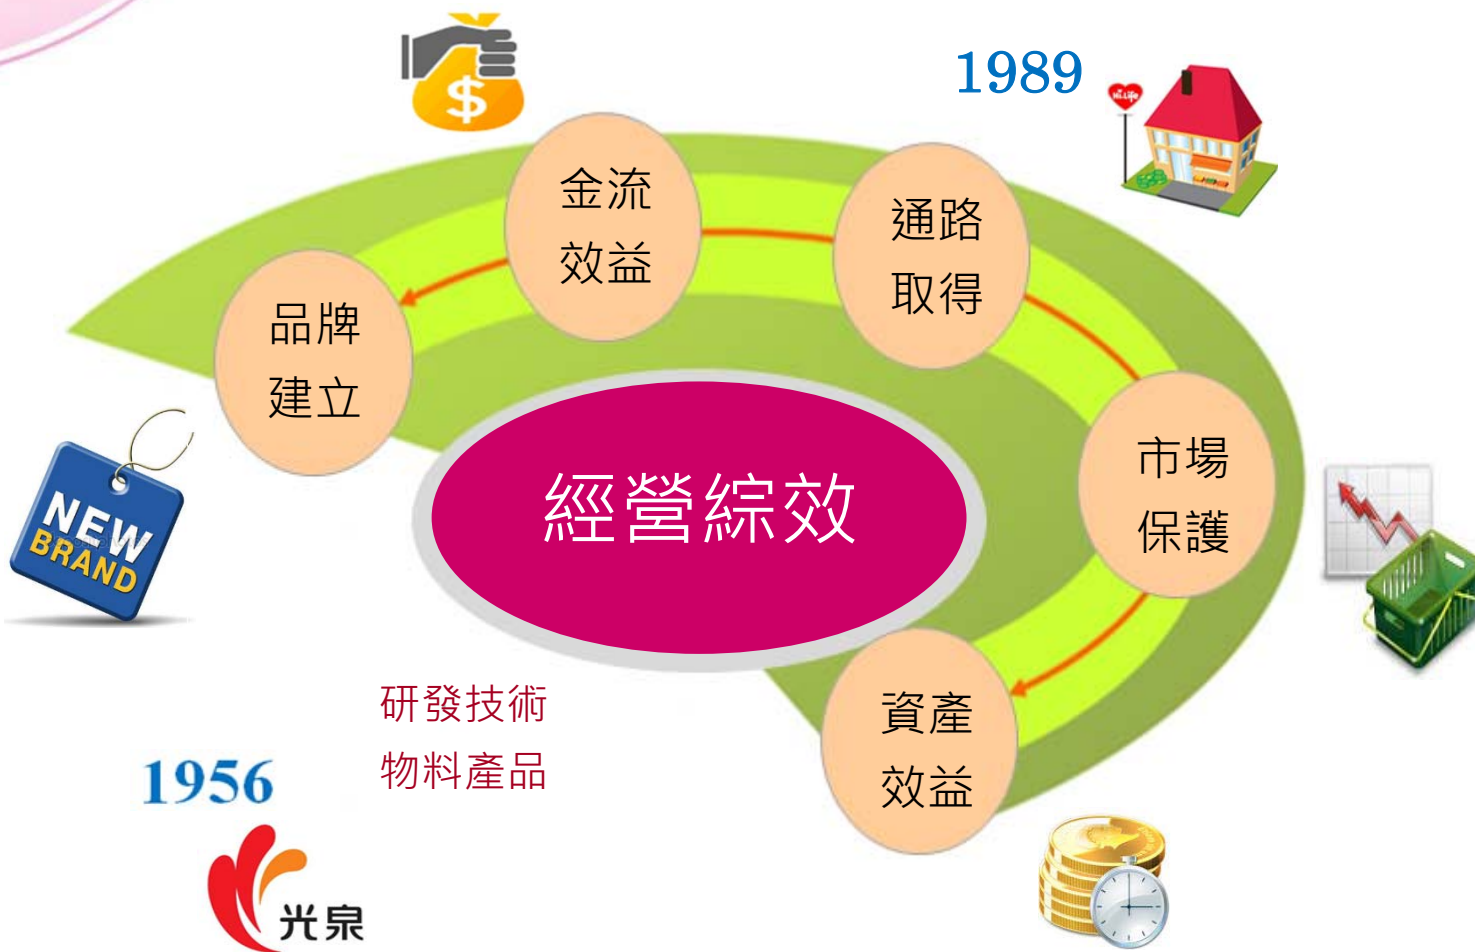 1989
Hi-Life
$
金流
效益
通路
取得
品牌
建立
市場
保護
經營綜效
NEW
BRAND
資產
效益
研發技術
物料產品
1956
光泉